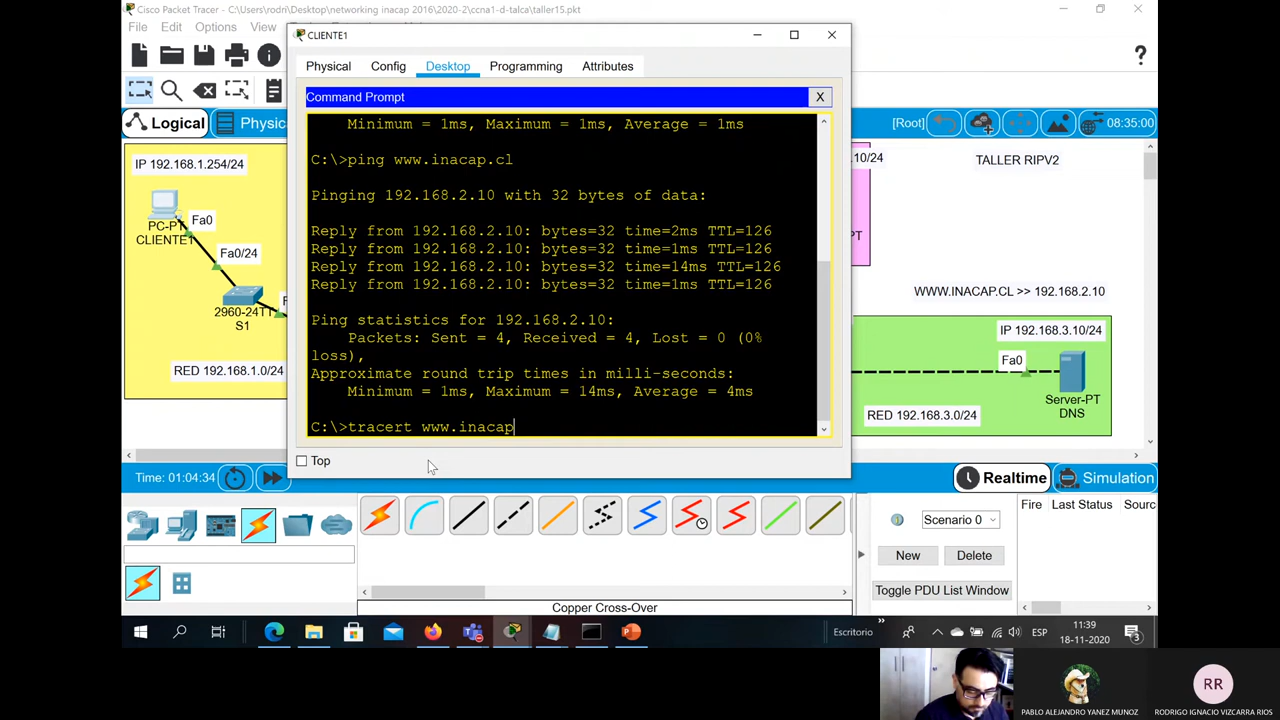 Cisco Packet Tracer - C:\Users\rodri\Desktop\networking inacap 2016\2020-2\ccna1-d-talca\taller15.pkt
File Edit Options View
CLIENTE1
Physical Config Desktop Programming Attributes
Command Prompt X
Logical
Physic
[Root]
08:35:00
Minimum = 1ms, Maximum = 1ms, Average = 1ms
C:\>ping www.inacap.cl
Pinging 192.168.2.10 with 32 bytes of data:
Reply from 192.168.2.10: bytes=32 time=2ms TTL=126
Reply from 192.168.2.10: bytes=32 time=1ms TTL=126
Reply from 192.168.2.10: bytes=32 time=14ms TTL=126
Reply from 192.168.2.10: bytes=32 time=1ms TTL=126
Ping statistics for 192.168.2.10:
Packets: Sent = 4, Received = 4, Lost = 0 (0%
loss),
Approximate round trip times in milli-seconds:
Minimum = 1ms, Maximum = 14ms, Average = 4ms
C:\>tracert www.inacap
Top
IP 192.168.1.254/24
Fa0
PC-PT
CLIENTE1
Fa0/24
2960-24TT
S1
RED 192.168.1.0/24
.10/24
PT
TALLER RIPV2
WWW.INACAP.CL >> 192.168.2.10
IP 192.168.3.10/24
Fa0
Server-PT
DNS
RED 192.168.3.0/24
Time: 01:04:34
Realtime
Simulation
Scenario 0
New
Delete
Toggle PDU List Window
Fire Last Status Sourc
Copper Cross-Over
Escritorio
ESP
11:39
18-11-2020
3
RR
PABLO ALEJANDRO YANEZ MUNOZ
RODRIGO IGNACIO VIZCARRA RIOS